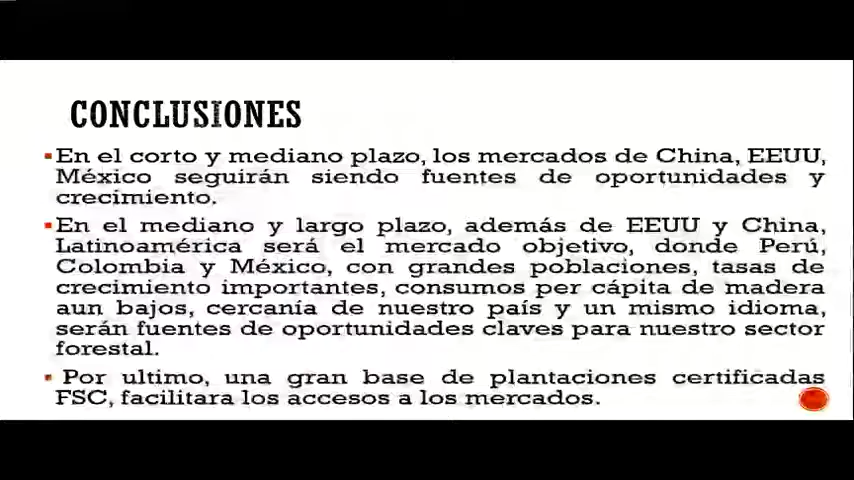 CONCLUSIONES
▪En el corto y mediano plazo, los mercados de China, EEUU,
México seguirán siendo fuentes de oportunidades y
crecimiento.
▪En el mediano y largo plazo, además de EEUU y China,
Latinoamérica será el mercado objetivo, donde Perú,
Colombia y México, con grandes poblaciones, tasas de
crecimiento importantes, consumos per cápita de madera
aun bajos, cercanía de nuestro país y un mismo idioma,
serán fuentes de oportunidades claves para nuestro sector
forestal.
▪ Por ultimo, una gran base de plantaciones certificadas
FSC, facilitara los accesos a los mercados.